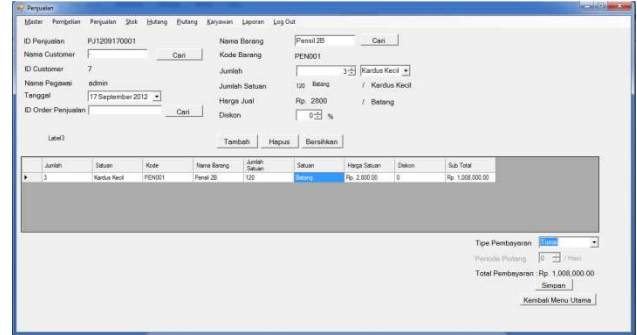 Penjualan
Master Pembelian Penjualan Stok Hutang Piutang Karyawan Laporan Log Out
ID Penjualan PJ1209170001
Nama Customer - Cari
ID Customer 7
Nama Pegawai admin
Tanggal 17 September 2012
ID Order Penjualan Cari
Nama Barang Pensil 2B Cari
Kode Barang PEN001
Jumlah 3 Kardus Kecil
Jumlah Satuan 120 Batang / Kardus Kecil
Harga Jual Rp. 2800 / Batang
Diskon 0 %
Label3
Tambah Hapus Bersihkan
Jumlah Satuan Kode Nama Barang Jumlah Satuan Satuan Harga Satuan Diskon Sub Total
3 Kardus Kecil PEN001 Pensil 2B 120 Batang Rp. 2,800.00 0 Rp. 1,008,000.00
Tipe Pembayaran Tunai
Periode Piutang 0 / Hari
Total Pembayaran Rp. 1,008,000.00
Simpan
Kembali Menu Utama